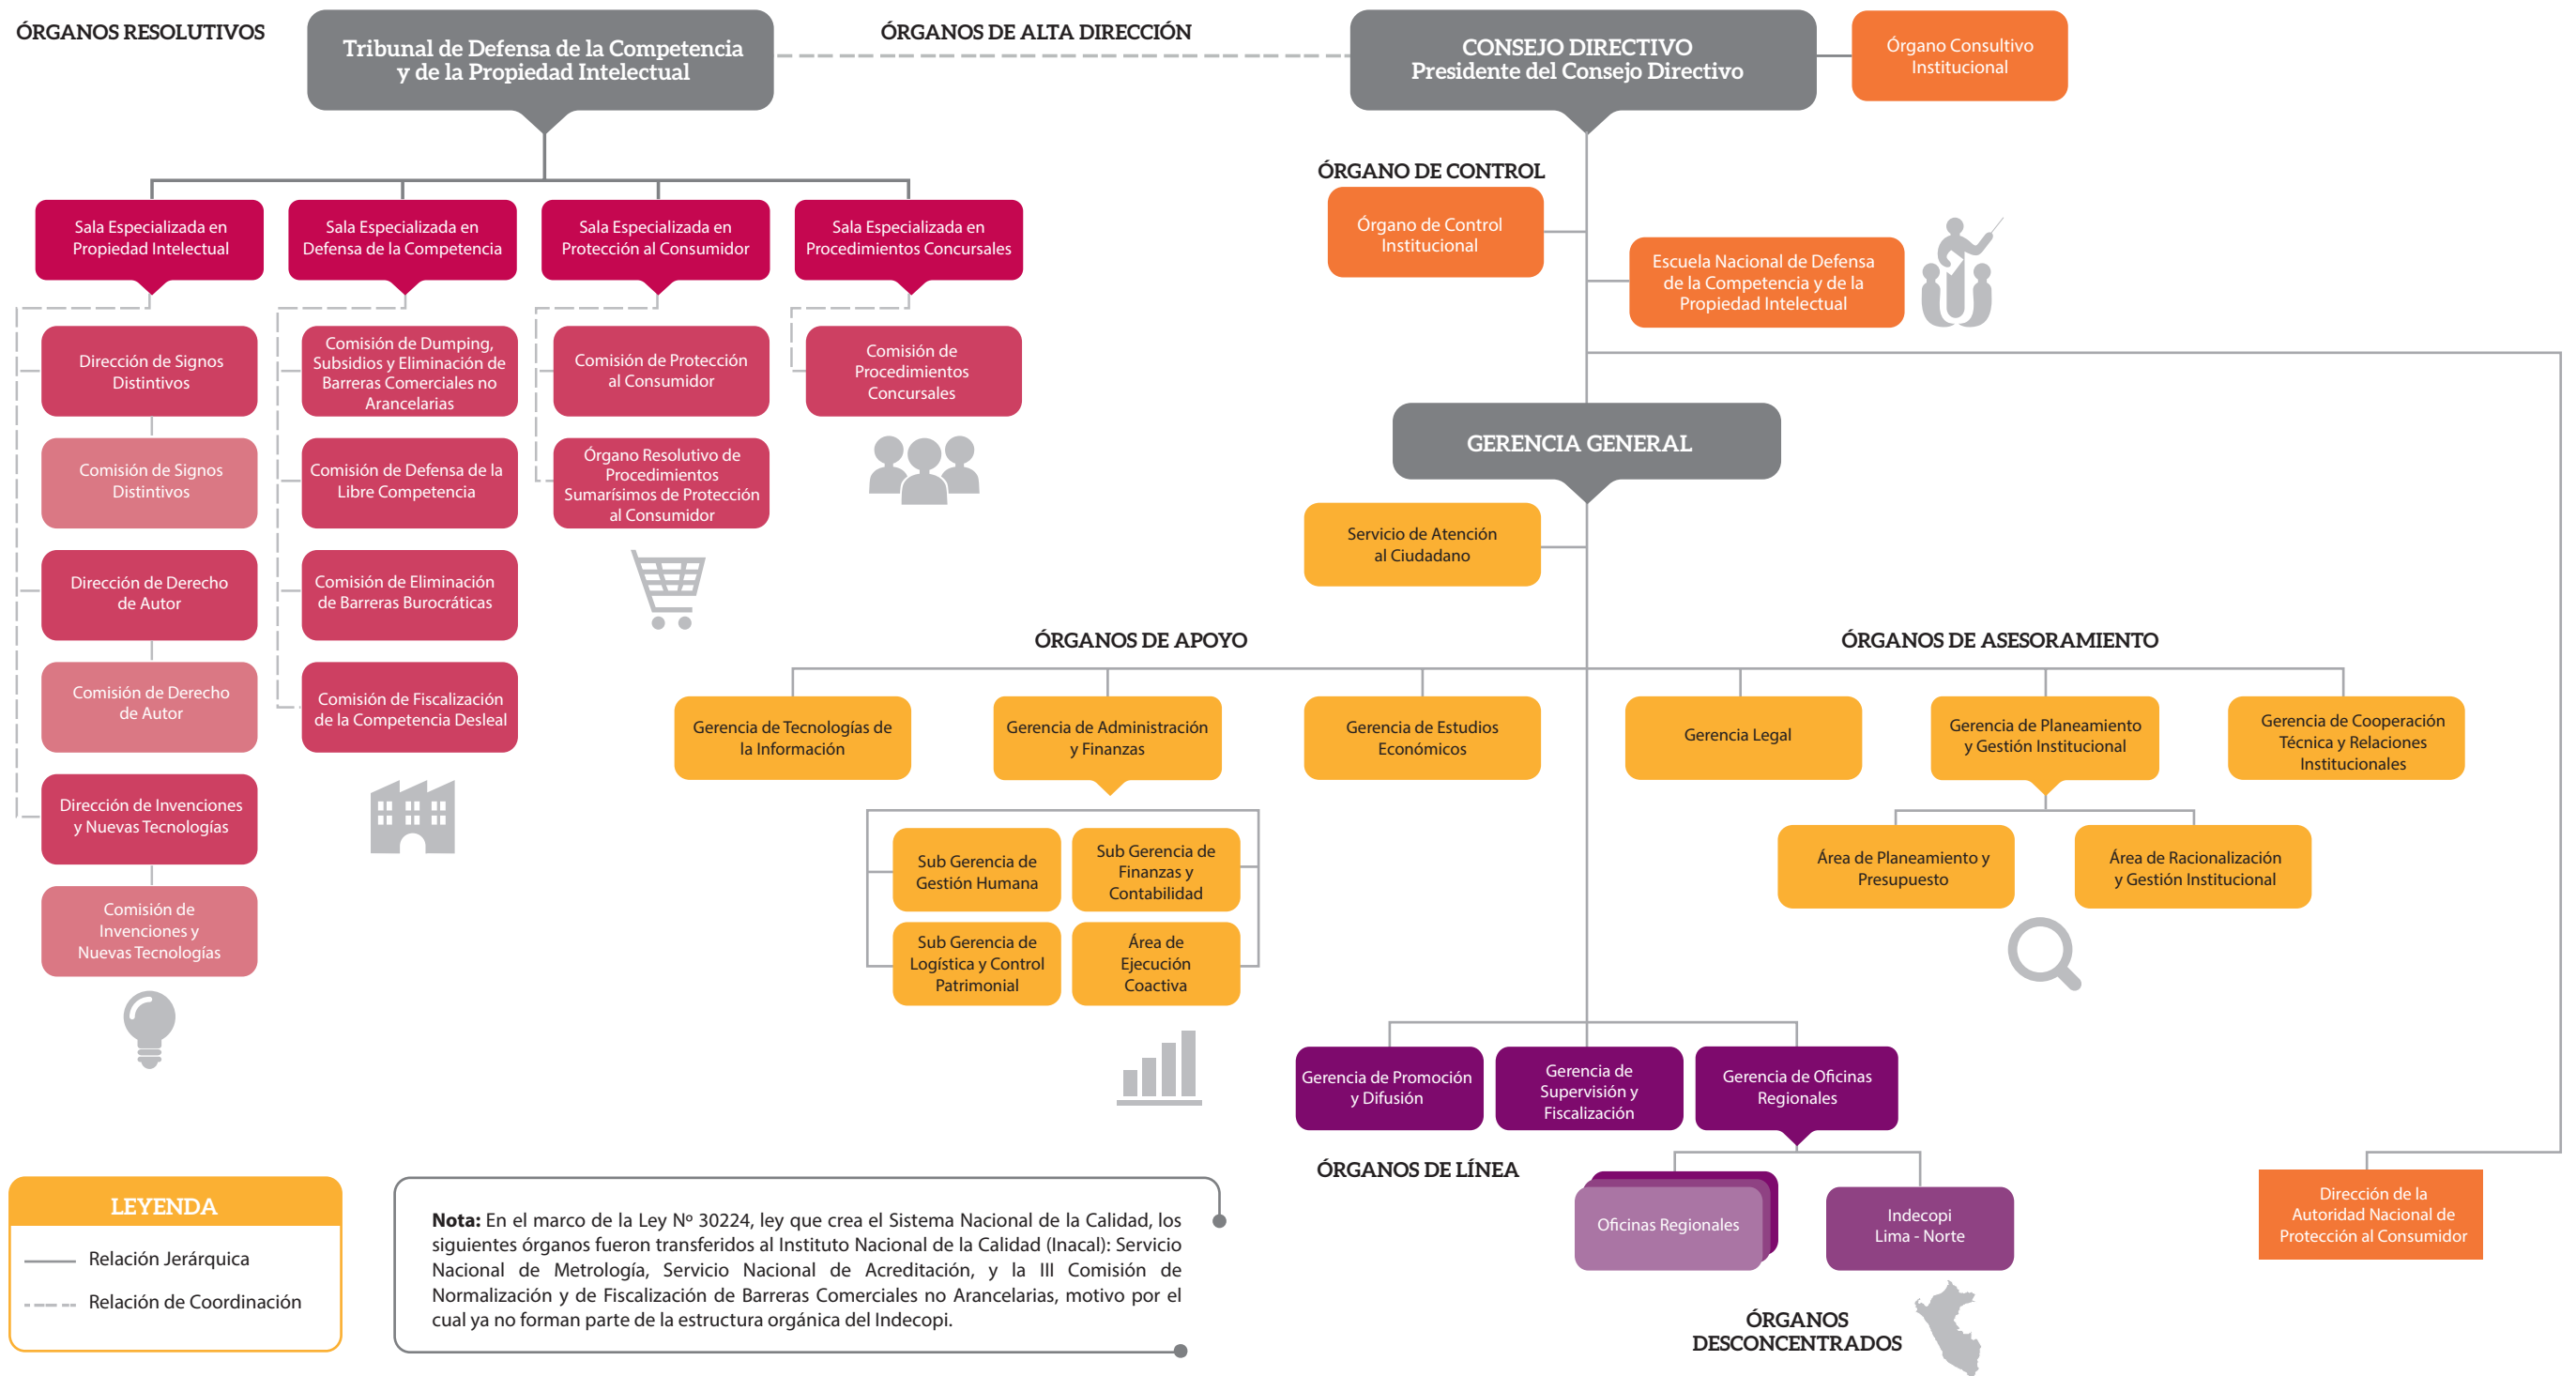 ÓRGANOS RESOLUTIVOS
Tribunal de Defensa de la Competencia
y de la Propiedad Intelectual
ÓRGANOS DE ALTA DIRECCIÓN
CONSEJO DIRECTIVO
Presidente del Consejo Directivo
Órgano Consultivo
Institucional
ÓRGANO DE CONTROL
Órgano de Control
Institucional
Escuela Nacional de Defensa
de la Competencia y de la
Propiedad Intelectual
Sala Especializada en
Propiedad Intelectual
Sala Especializada en
Defensa de la Competencia
Sala Especializada en
Protección al Consumidor
Sala Especializada en
Procedimientos Concursales
Dirección de Signos
Distintivos
Comisión de Signos
Distintivos
Dirección de Derecho
de Autor
Comisión de Derecho
de Autor
Dirección de Invenciones
y Nuevas Tecnologías
Comisión de
Invenciones y
Nuevas Tecnologías
Comisión de Dumping,
Subsidios y Eliminación de
Barreras Comerciales no
Arancelarias
Comisión de Defensa de la
Libre Competencia
Comisión de Eliminación
de Barreras Burocráticas
Comisión de Fiscalización
de la Competencia Desleal
Comisión de Protección
al Consumidor
Órgano Resolutivo de
Procedimientos
Sumarísimos de Protección
al Consumidor
Comisión de
Procedimientos
Concursales
GERENCIA GENERAL
Servicio de Atención
al Ciudadano
ÓRGANOS DE APOYO
ÓRGANOS DE ASESORAMIENTO
Gerencia de Tecnologías de
la Información
Gerencia de Administración
y Finanzas
Gerencia de Estudios
Económicos
Gerencia Legal
Gerencia de Planeamiento
y Gestión Institucional
Gerencia de Cooperación
Técnica y Relaciones
Institucionales
Sub Gerencia de
Gestión Humana
Sub Gerencia de
Finanzas y
Contabilidad
Sub Gerencia de
Logística y Control
Patrimonial
Área de
Ejecución
Coactiva
Área de Planeamiento y
Presupuesto
Área de Racionalización
y Gestión Institucional
Gerencia de Promoción
y Difusión
Gerencia de
Supervisión y
Fiscalización
Gerencia de Oficinas
Regionales
ÓRGANOS DE LÍNEA
Oficinas Regionales
Indecopi
Lima - Norte
ÓRGANOS
DESCONCENTRADOS
Dirección de la
Autoridad Nacional de
Protección al Consumidor
LEYENDA
Relación Jerárquica
Relación de Coordinación
Nota: En el marco de la Ley Nº 30224, ley que crea el Sistema Nacional de la Calidad, los
siguientes órganos fueron transferidos al Instituto Nacional de la Calidad (Inacal): Servicio
Nacional de Metrología, Servicio Nacional de Acreditación, y la III Comisión de
Normalización y de Fiscalización de Barreras Comerciales no Arancelarias, motivo por el
cual ya no forman parte de la estructura orgánica del Indecopi.